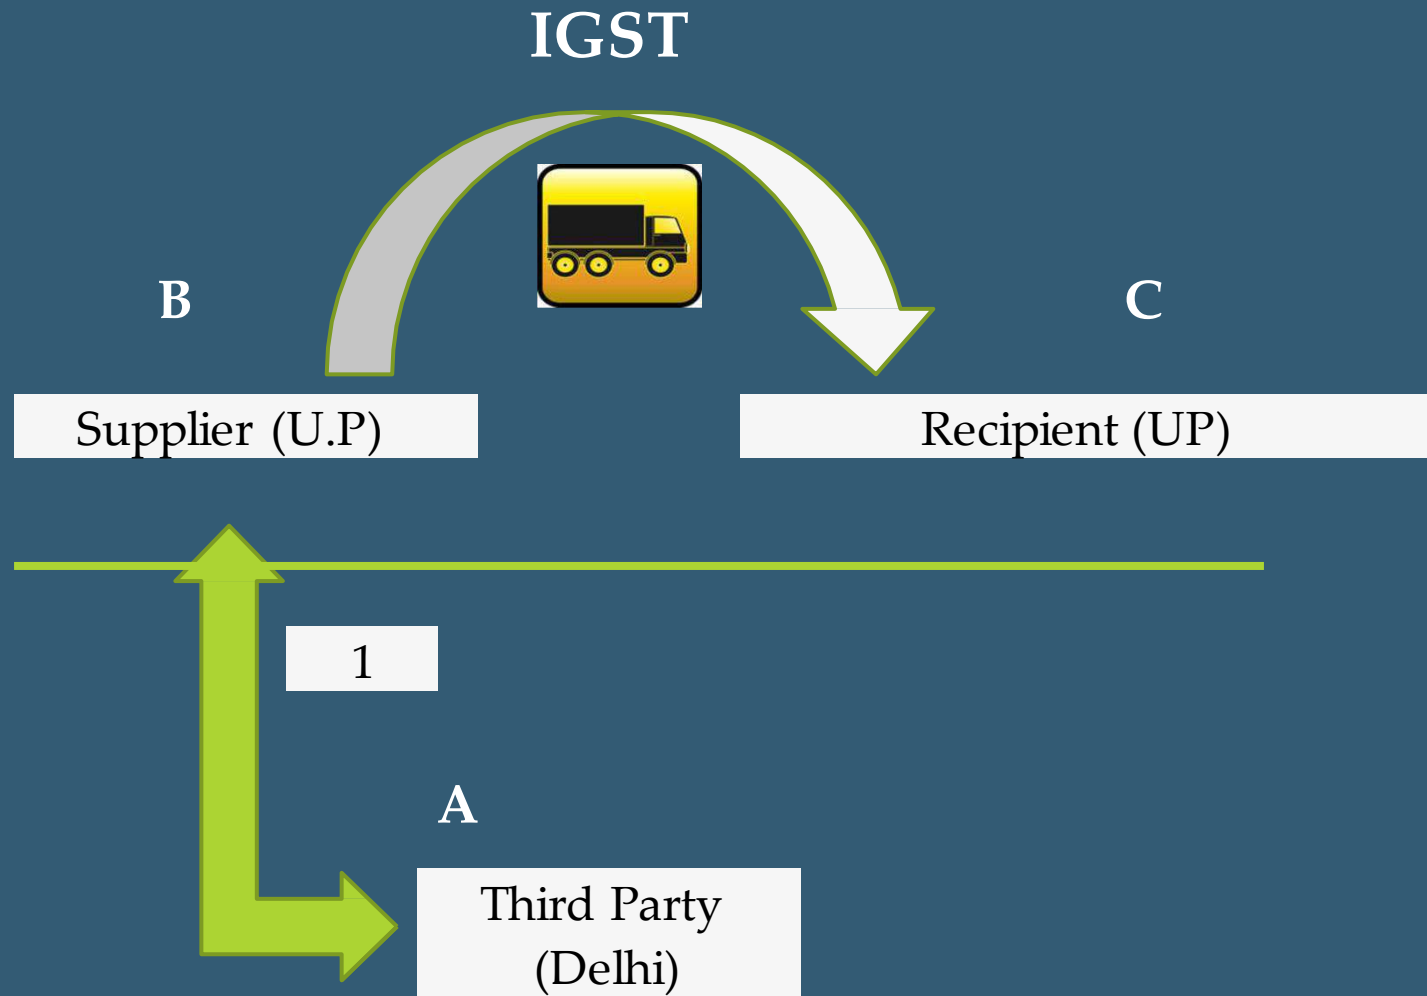 IGST
B
C
Supplier (U.P)
Recipient (UP)
1
A
Third Party
(Delhi)